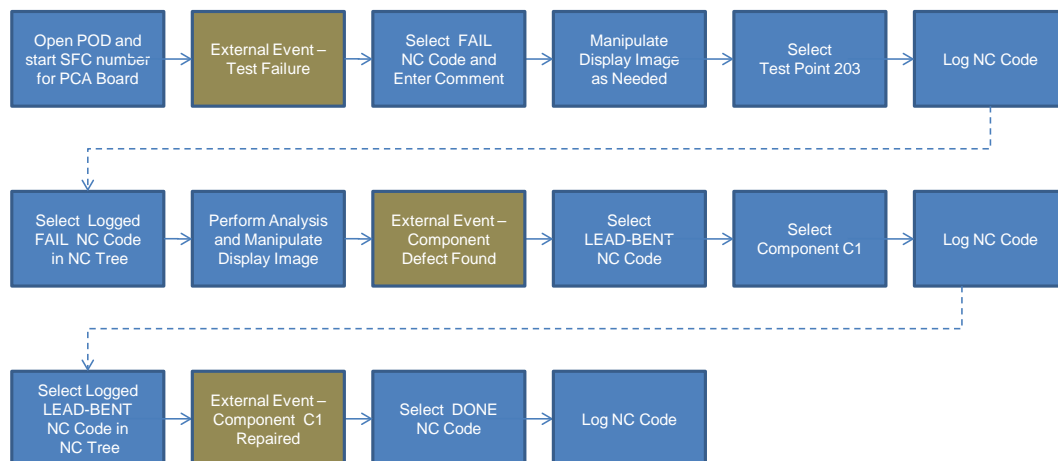 Open POD and
start SFC number
for PCA Board
External Event –
Test Failure
Select FAIL
NC Code and
Enter Comment
Manipulate
Display Image
as Needed
Select
Test Point 203
Log NC Code
Select Logged
FAIL NC Code
in NC Tree
Perform Analysis
and Manipulate
Display Image
External Event –
Component
Defect Found
Select
LEAD-BENT
NC Code
Select
Component C1
Log NC Code
Select Logged
LEAD-BENT
NC Code in
NC Tree
External Event –
Component C1
Repaired
Select DONE
NC Code
Log NC Code